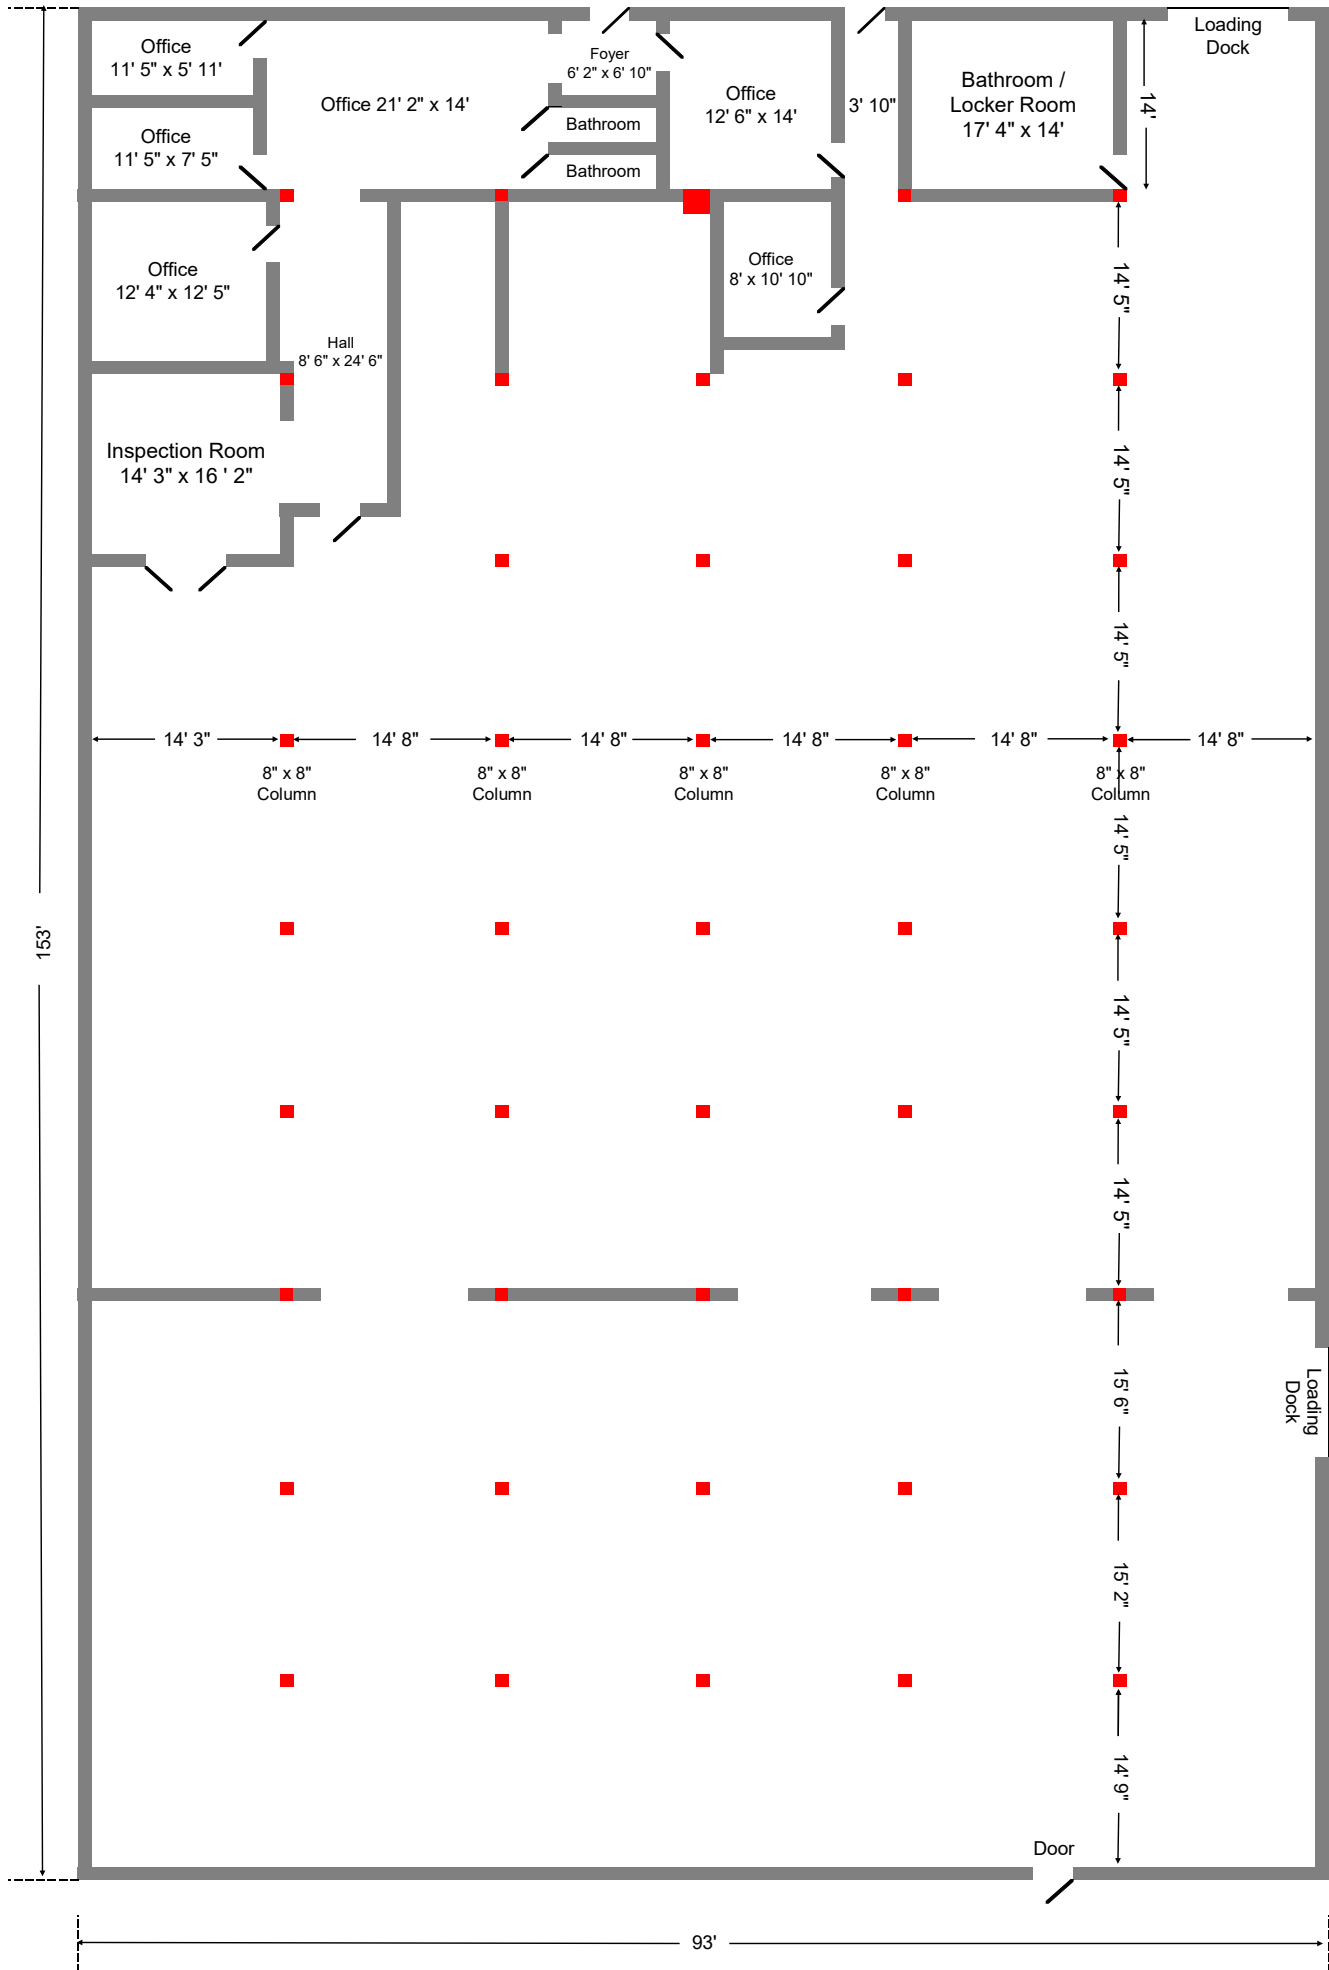 Loading
Dock
Office
11' 5" x 5' 11'
Foyer
6' 2" x 6' 10"
Office 21' 2" x 14'
Office
12' 6" x 14'
3' 10"
Bathroom /
Locker Room
17' 4" x 14'
14'
Bathroom
Office
11' 5" x 7' 5"
Bathroom
Office
12' 4" x 12' 5"
Office
8' x 10' 10"
14' 5"
Hall
8' 6" x 24' 6"
Inspection Room
14' 3" x 16 ' 2"
14' 5"
14' 5"
14' 3"
14' 8"
14' 8"
14' 8"
14' 8"
14' 8"
8" x 8"
Column
8" x 8"
Column
8" x 8"
Column
8" x 8"
Column
8" x 8"
Column
14' 5"
153'
14' 5"
14' 5"
15' 6"
Loading
Dock
15' 2"
14' 9"
Door
93'